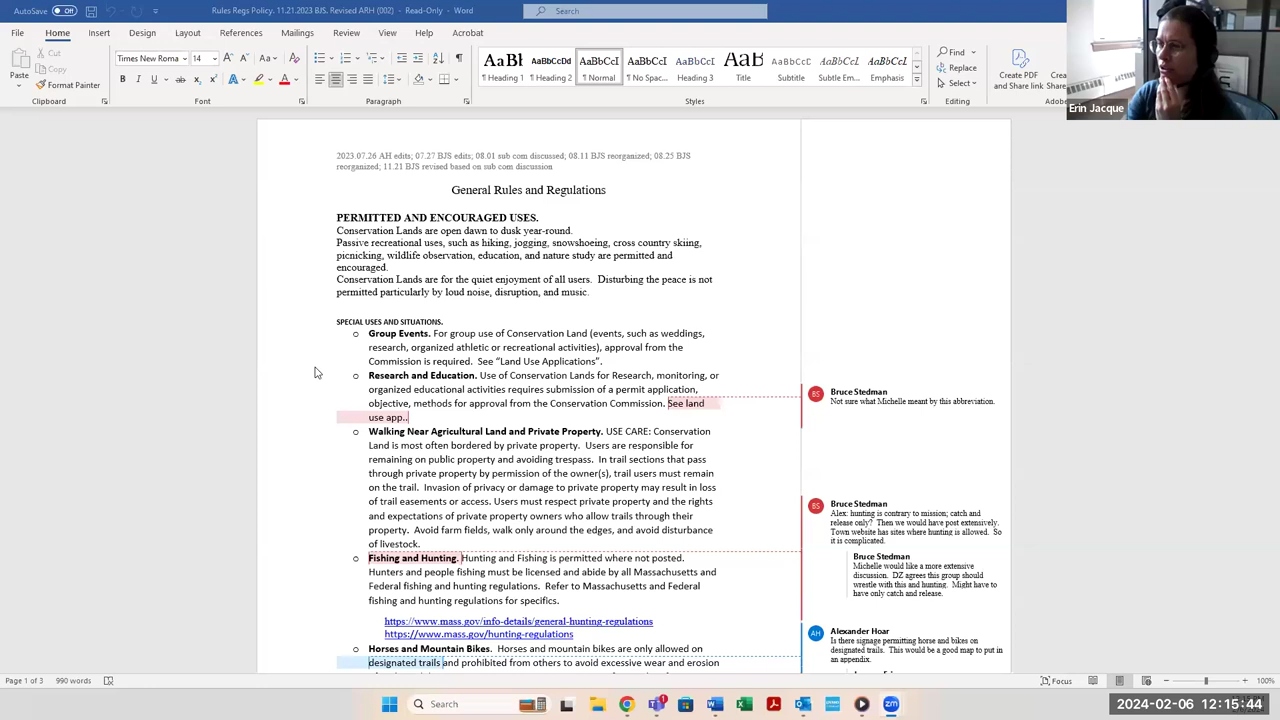 AutoSave Off Rules Regs Policy. 11.21.2023 BJS revised ARH (002) - Read-Only - Word Search
File Home Insert Design Layout References Mailings Review View Help Acrobat
Paste Cut Copy Format Painter Clipboard
Times New Roma 14 Font
Paragraph
¶ Heading 1 ¶ Heading 2 ¶ Normal ¶ No Spac... Heading 3 Title Subtitle Subtle Em... Emphasis Styles
Find Replace Select Editing
Create PDF and Share link
Erin Jacque
2023.07.26 AH edits; 07.27 BJS edits; 08.01 sub com discussed; 08.11 BJS reorganized; 08.25 BJS
reorganized; 11.21 BJS revised based on sub com discussion
General Rules and Regulations
PERMITTED AND ENCOURAGED USES.
Conservation Lands are open dawn to dusk year-round.
Passive recreational uses, such as hiking, jogging, snowshoeing, cross country skiing,
picnicking, wildlife observation, education, and nature study are permitted and
encouraged.
Conservation Lands are for the quiet enjoyment of all users. Disturbing the peace is not
permitted particularly by loud noise, disruption, and music.
SPECIAL USES AND SITUATIONS.
o Group Events. For group use of Conservation Land (events, such as weddings,
research, organized athletic or recreational activities), approval from the
Commission is required. See “Land Use Applications”.
o Research and Education. Use of Conservation Lands for Research, monitoring, or
organized educational activities requires submission of a permit application,
objective, methods for approval from the Conservation Commission. See land
use app..
o Walking Near Agricultural Land and Private Property. USE CARE: Conservation
Land is most often bordered by private property. Users are responsible for
remaining on public property and avoiding trespass. In trail sections that pass
through private property by permission of the owner(s), trail users must remain
on the trail. Invasion of privacy or damage to private property may result in loss
of trail easements or access. Users must respect private property and the rights
and expectations of private property owners who allow trails through their
property. Avoid farm fields, walk only around the edges, and avoid disturbance
of livestock.
o Fishing and Hunting. Hunting and Fishing is permitted where not posted.
Hunters and people fishing must be licensed and abide by all Massachusetts and
Federal fishing and hunting regulations. Refer to Massachusetts and Federal
fishing and hunting regulations for specifics.
https://www.mass.gov/info-details/general-hunting-regulations
https://www.mass.gov/hunting-regulations
o Horses and Mountain Bikes. Horses and mountain bikes are only allowed on
designated trails and prohibited from others to avoid excessive wear and erosion
BS Bruce Stedman
Not sure what Michelle meant by this abbreviation.
BS Bruce Stedman
Alex: hunting is contrary to mission; catch and
release only? Then we would have post extensively.
Town website has sites where hunting is allowed. So
it is complicated.
Bruce Stedman
Michelle would like a more extensive
discussion. DZ agrees this group should
wrestle with this and hunting. Might have to
have only catch and release.
AH Alexander Hoar
Is there signage permitting horse and bikes on
designated trails. This would be a good map to put in
an appendix.
Page 1 of 3 990 words Focus 100%
Search
2024-02-06 12:15:44